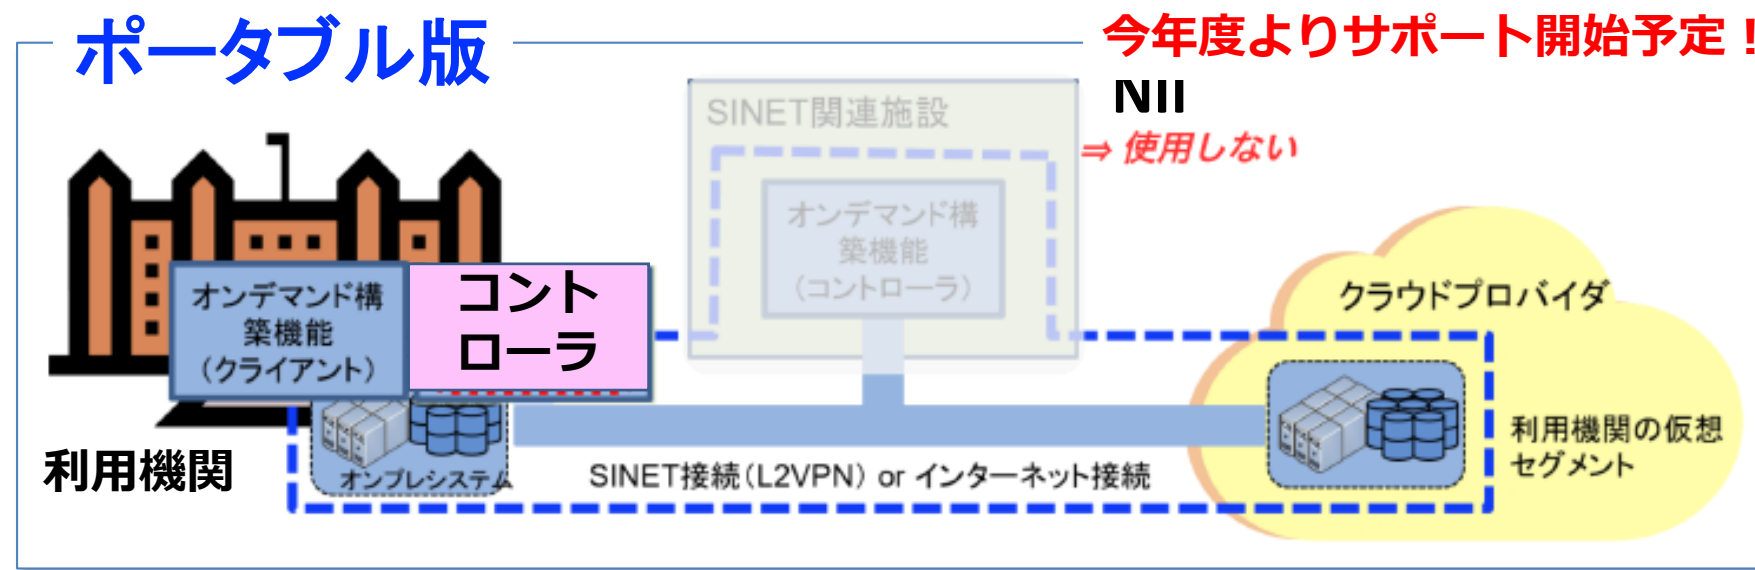 ポータブル版
今年度よりサポート開始予定！
NII
⇒ 使用しない
SINET関連施設
オンデマンド構
築機能
（コントローラ）
オンデマンド構
築機能
（クライアント）
コント
ローラ
クラウドプロバイダ
利用機関
オンプレシステム
SINET接続（L2VPN） or インターネット接続
利用機関の仮想
セグメント